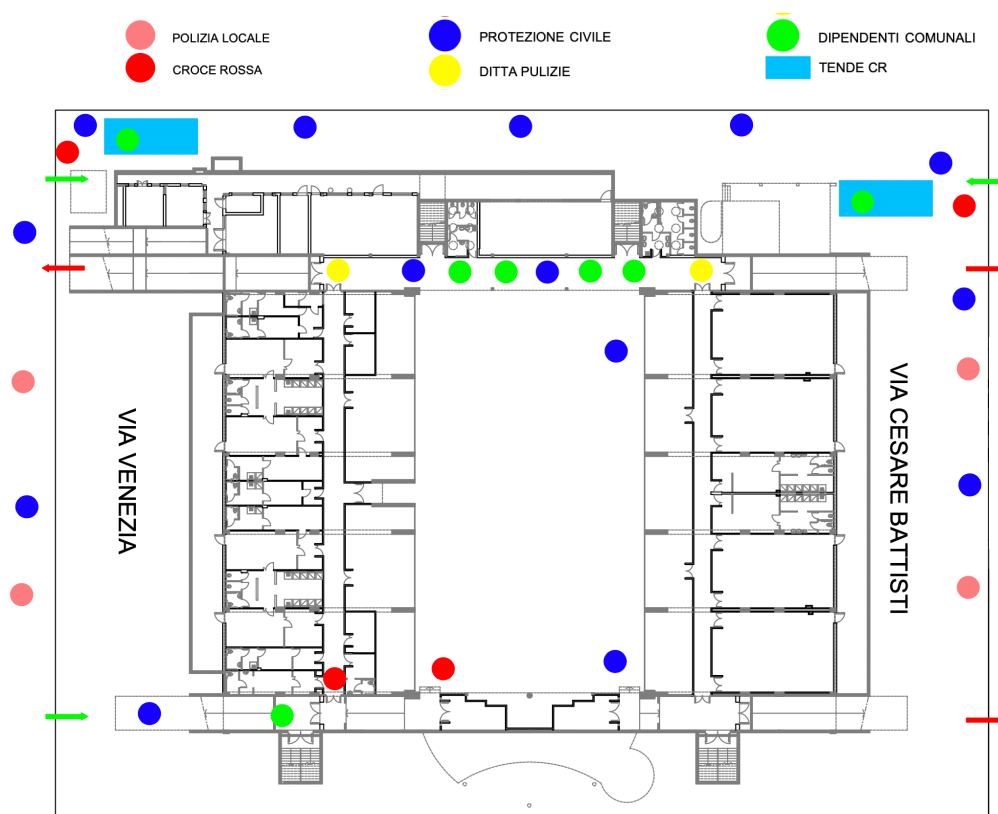 POLIZIA LOCALE
PROTEZIONE CIVILE
DIPENDENTI COMUNALI
CROCE ROSSA
DITTA PULIZIE
TENDE CR
VIA VENEZIA
VIA CESARE BATTISTI